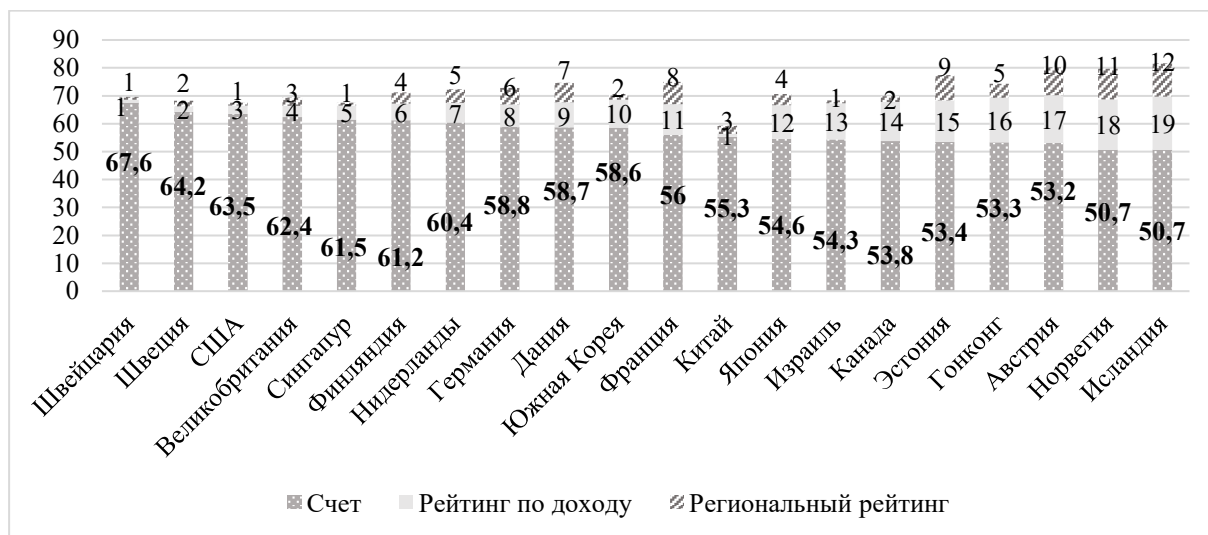 90
80
70
60
50
40
30
20
10
0
1 2 1 3 1 4 5 6 7 2 8 3 4 1 2 9 5 10 11 12
1 2 3 4 5 6 7 8 9 10 11 1 12 13 14 15 16 17 18 19
67,6 64,2 63,5 62,4 61,5 61,2 60,4 58,8 58,7 58,6 56 55,3 54,6 54,3 53,8 53,4 53,3 53,2 50,7 50,7
Швейцария
Швеция
США
Великобритания
Сингапур
Финляндия
Нидерланды
Германия
Дания
Южная Корея
Франция
Китай
Япония
Израиль
Канада
Эстония
Гонконг
Австрия
Норвегия
Исландия
Счет Рейтинг по доходу Региональный рейтинг